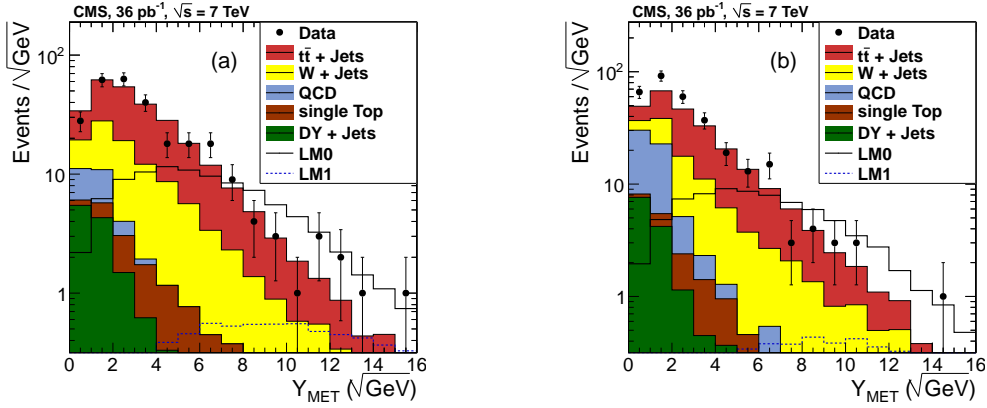 CMS, 36 pb⁻¹, √s = 7 TeV
Events / √GeV
10²
10
1
(a)
Data
tt̄ + Jets
W + Jets
QCD
single Top
DY + Jets
LM0
LM1
0 2 4 6 8 10 12 14 16
Y_MET (√GeV)
CMS, 36 pb⁻¹, √s = 7 TeV
Events / √GeV
10²
10
1
(b)
Data
tt̄ + Jets
W + Jets
QCD
single Top
DY + Jets
LM0
LM1
0 2 4 6 8 10 12 14 16
Y_MET (√GeV)